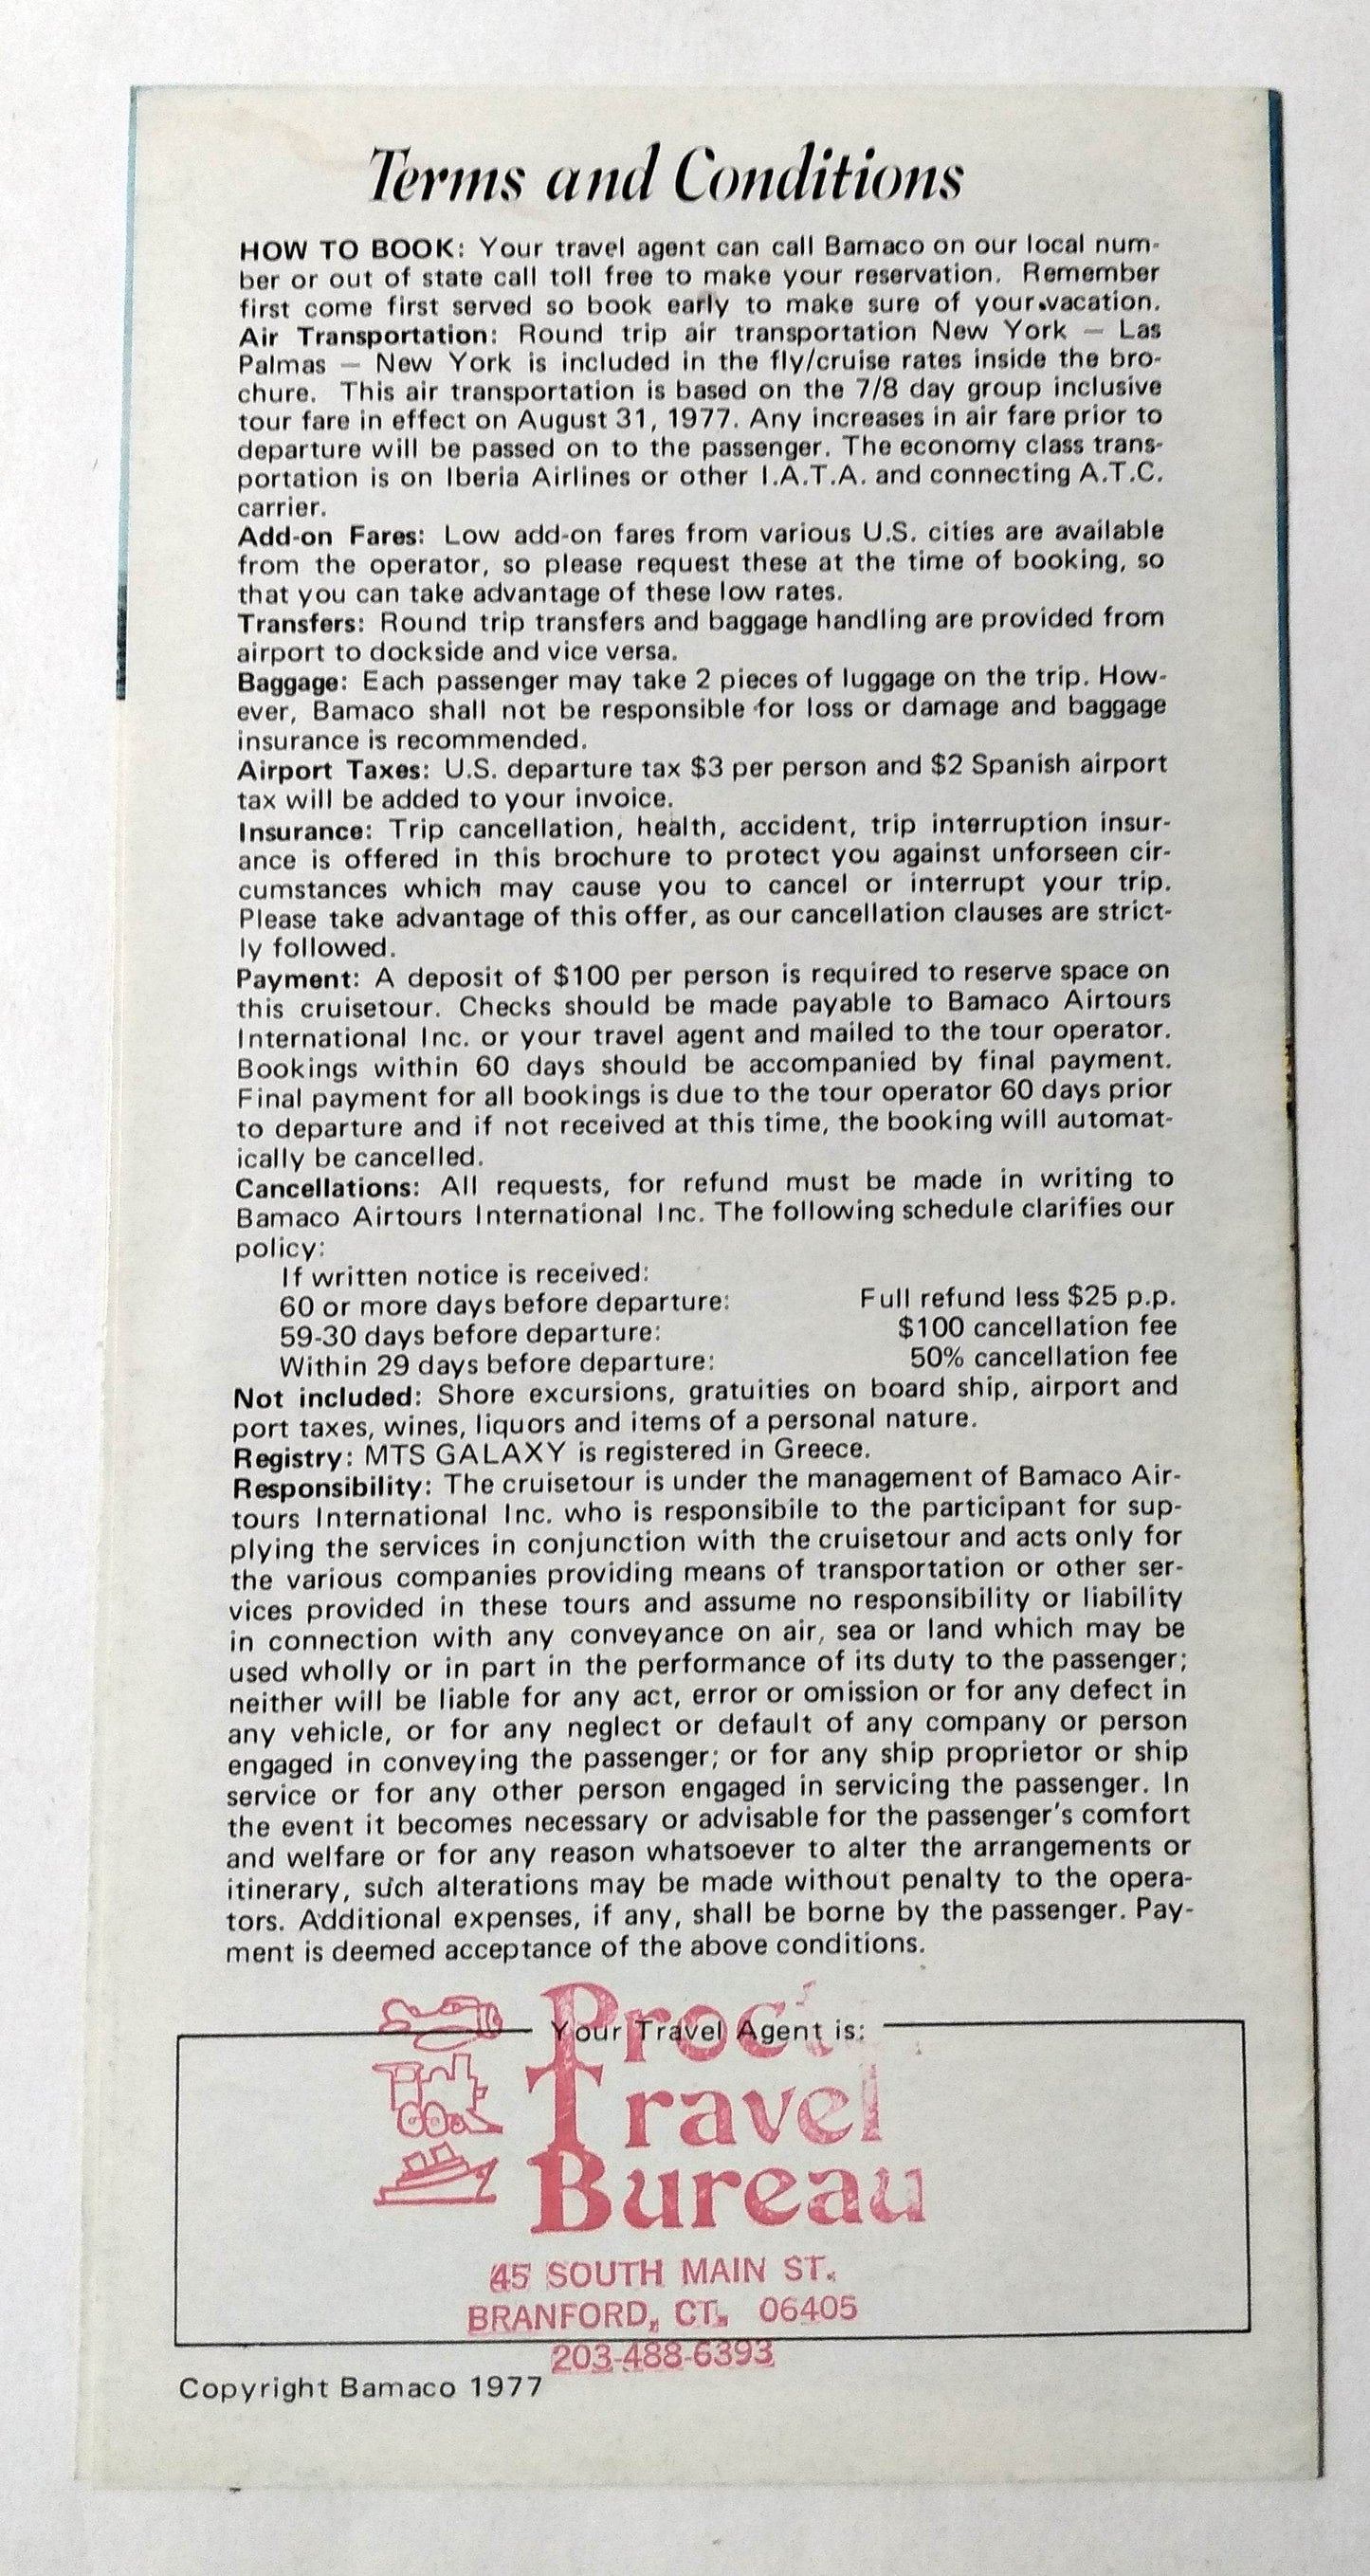 Terms and Conditions
HOW TO BOOK: Your travel agent can call Bamaco on our local num-
ber or out of state call toll free to make your reservation. Remember
first come first served so book early to make sure of your vacation.
Air Transportation: Round trip air transportation New York — Las
Palmas — New York is included in the fly/cruise rates inside the bro-
chure. This air transportation is based on the 7/8 day group inclusive
tour fare in effect on August 31, 1977. Any increases in air fare prior to
departure will be passed on to the passenger. The economy class trans-
portation is on Iberia Airlines or other I.A.T.A. and connecting A.T.C.
carrier.
Add-on Fares: Low add-on fares from various U.S. cities are available
from the operator, so please request these at the time of booking, so
that you can take advantage of these low rates.
Transfers: Round trip transfers and baggage handling are provided from
airport to dockside and vice versa.
Baggage: Each passenger may take 2 pieces of luggage on the trip. How-
ever, Bamaco shall not be responsible for loss or damage and baggage
insurance is recommended.
Airport Taxes: U.S. departure tax $3 per person and $2 Spanish airport
tax will be added to your invoice.
Insurance: Trip cancellation, health, accident, trip interruption insur-
ance is offered in this brochure to protect you against unforseen cir-
cumstances which may cause you to cancel or interrupt your trip.
Please take advantage of this offer, as our cancellation clauses are strict-
ly followed.
Payment: A deposit of $100 per person is required to reserve space on
this cruisetour. Checks should be made payable to Bamaco Airtours
International Inc. or your travel agent and mailed to the tour operator.
Bookings within 60 days should be accompanied by final payment.
Final payment for all bookings is due to the tour operator 60 days prior
to departure and if not received at this time, the booking will automat-
ically be cancelled.
Cancellations: All requests, for refund must be made in writing to
Bamaco Airtours International Inc. The following schedule clarifies our
policy:
If written notice is received:
60 or more days before departure: Full refund less $25 p.p.
59-30 days before departure: $100 cancellation fee
Within 29 days before departure: 50% cancellation fee
Not included: Shore excursions, gratuities on board ship, airport and
port taxes, wines, liquors and items of a personal nature.
Registry: MTS GALAXY is registered in Greece.
Responsibility: The cruisetour is under the management of Bamaco Air-
tours International Inc. who is responsibile to the participant for sup-
plying the services in conjunction with the cruisetour and acts only for
the various companies providing means of transportation or other ser-
vices provided in these tours and assume no responsibility or liability
in connection with any conveyance on air, sea or land which may be
used wholly or in part in the performance of its duty to the passenger;
neither will be liable for any act, error or omission or for any defect in
any vehicle, or for any neglect or default of any company or person
engaged in conveying the passenger; or for any ship proprietor or ship
service or for any other person engaged in servicing the passenger. In
the event it becomes necessary or advisable for the passenger's comfort
and welfare or for any reason whatsoever to alter the arrangements or
itinerary, such alterations may be made without penalty to the opera-
tors. Additional expenses, if any, shall be borne by the passenger. Pay-
ment is deemed acceptance of the above conditions.
Your Travel Agent is:
Travel
Bureau
45 SOUTH MAIN ST.
BRANFORD, CT. 06405
203-488-6393
Copyright Bamaco 1977